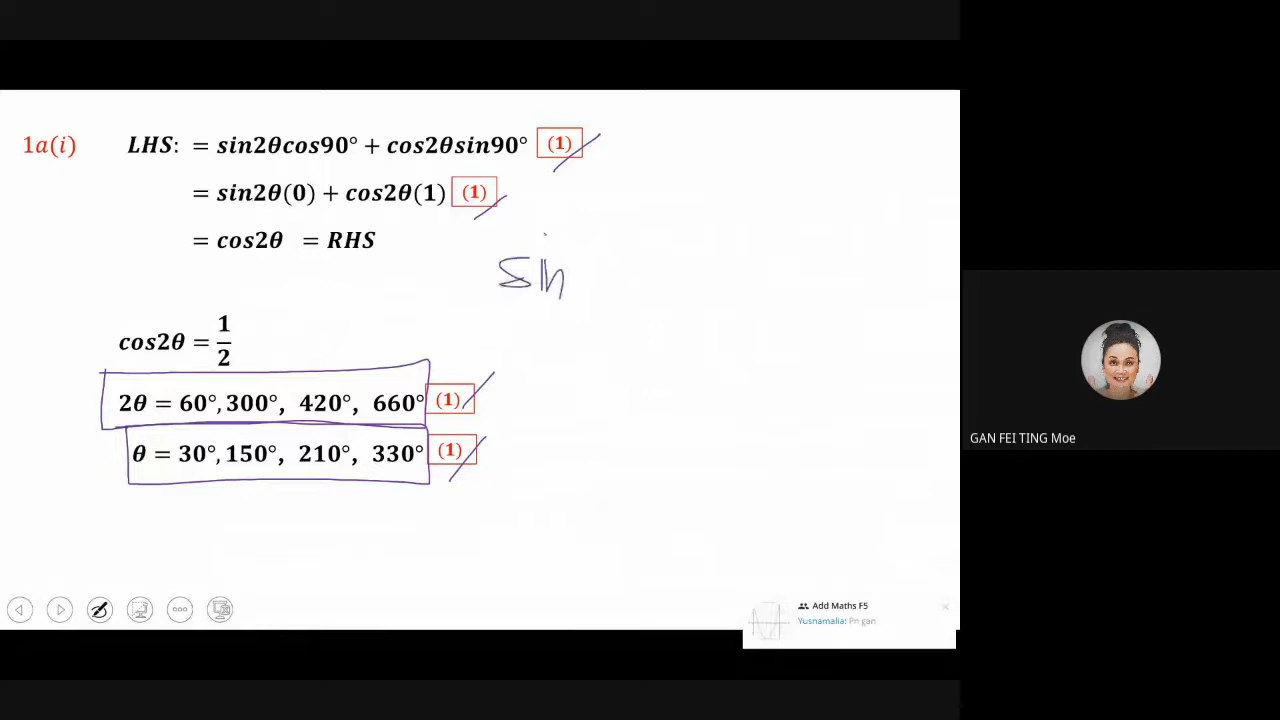 1a(i) LHS: = sin2θcos90° + cos2θsin90° (1)
= sin2θ(0) + cos2θ(1) (1)
= cos2θ = RHS
sin
cos2θ = 1/2
2θ = 60°, 300°, 420°, 660° (1)
θ = 30°, 150°, 210°, 330° (1)
GAN FEI TING Moe
Add Maths F5
Yusnamalia: Pn gan